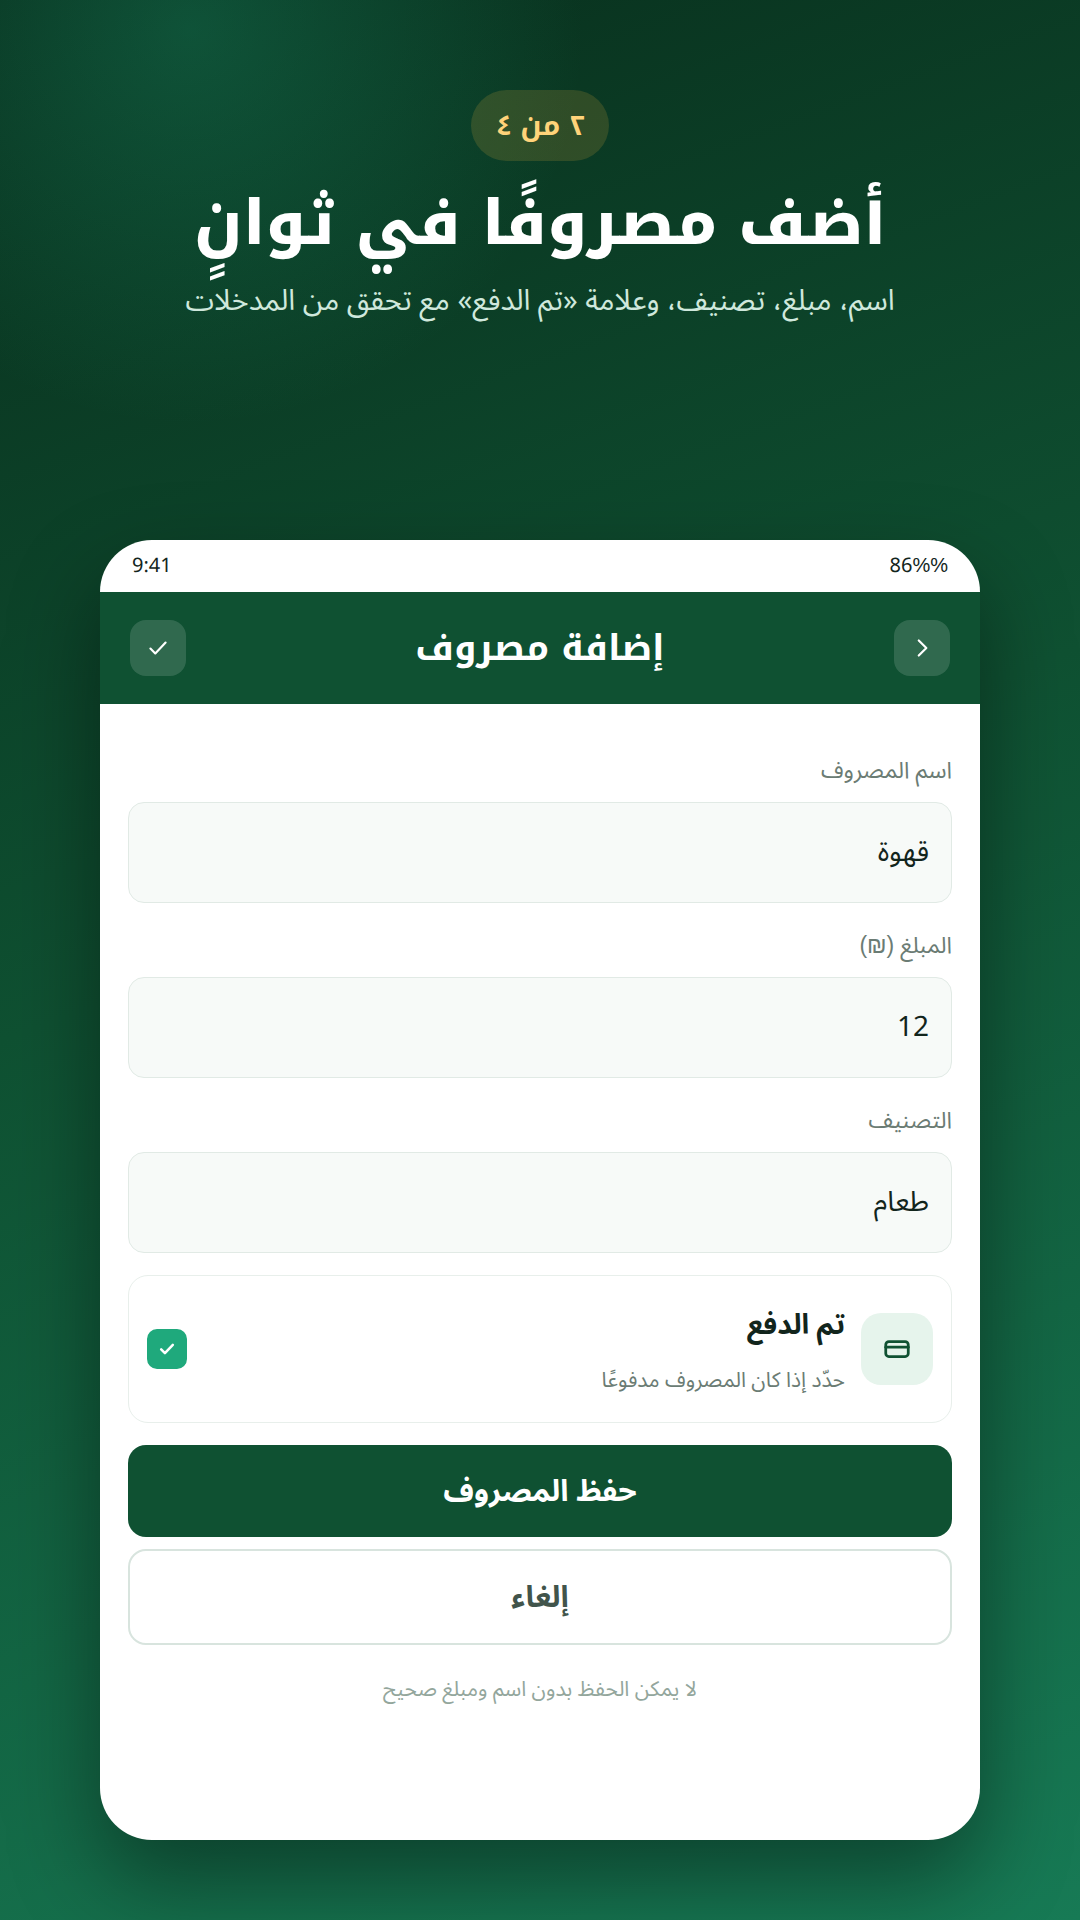 ٢ من ٤
أضف مصروفًا في ثوانٍ
اسم، مبلغ، تصنيف، وعلامة «تم الدفع» مع تحقق من المدخلات
9:41
86%%
إضافة مصروف
اسم المصروف
قهوة
المبلغ (₪)
12
التصنيف
طعام
تم الدفع
حدّد إذا كان المصروف مدفوعًا
حفظ المصروف
إلغاء
لا يمكن الحفظ بدون اسم ومبلغ صحيح